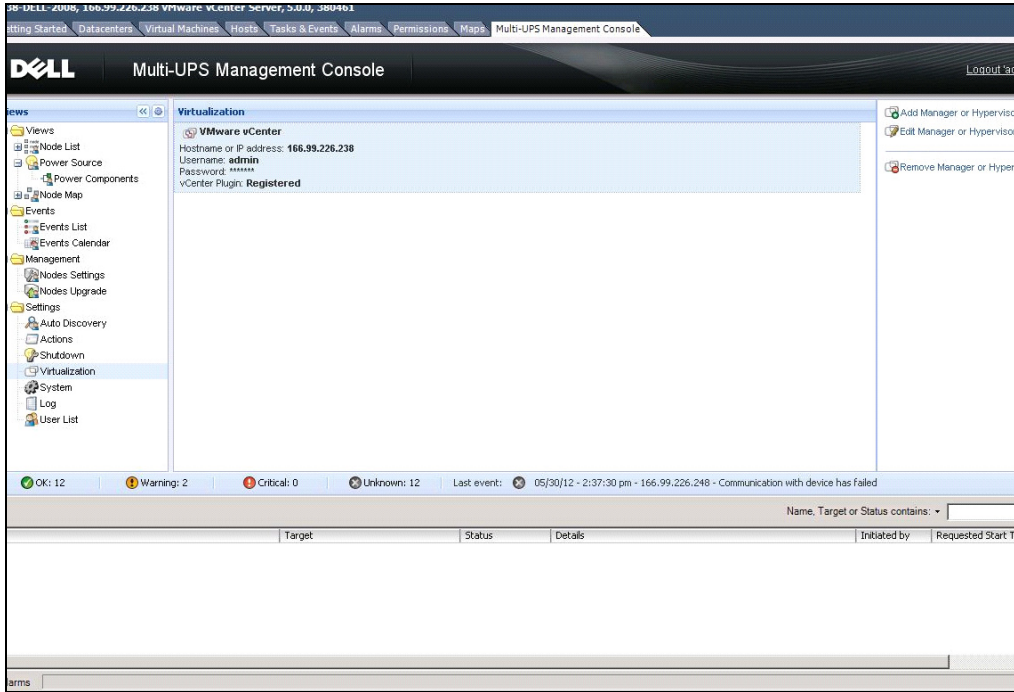 38-DELL-2008, 166.99.226.238 VMware vCenter Server, 5.0.0, 380461
etting Started Datacenters Virtual Machines Hosts Tasks & Events Alarms Permissions Maps Multi-UPS Management Console
DELL Multi-UPS Management Console Logout 'ad
iews
Views
Node List
Power Source
Power Components
Node Map
Events
Events List
Events Calendar
Management
Nodes Settings
Nodes Upgrade
Settings
Auto Discovery
Actions
Shutdown
Virtualization
System
Log
User List
Virtualization
VMware vCenter
Hostname or IP address: 166.99.226.238
Username: admin
Password: *******
vCenter Plugin: Registered
Add Manager or Hyperviso
Edit Manager or Hypervisor
Remove Manager or Hyper
OK: 12 Warning: 2 Critical: 0 Unknown: 12 Last event: 05/30/12 - 2:37:30 pm - 166.99.226.248 - Communication with device has failed
Name, Target or Status contains:
Target Status Details Initiated by Requested Start T
larms